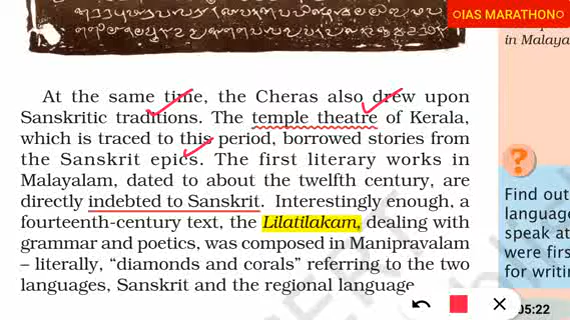 IAS MARATHON
in Malaya
At the same time, the Cheras also drew upon
Sanskritic traditions. The temple theatre of Kerala,
which is traced to this period, borrowed stories from
the Sanskrit epics. The first literary works in
Malayalam, dated to about the twelfth century, are
directly indebted to Sanskrit. Interestingly enough, a
fourteenth-century text, the Lilatilakam, dealing with
grammar and poetics, was composed in Manipravalam
– literally, “diamonds and corals” referring to the two
languages, Sanskrit and the regional language
?
Find out
language
speak at
were firs
for writin
05:22